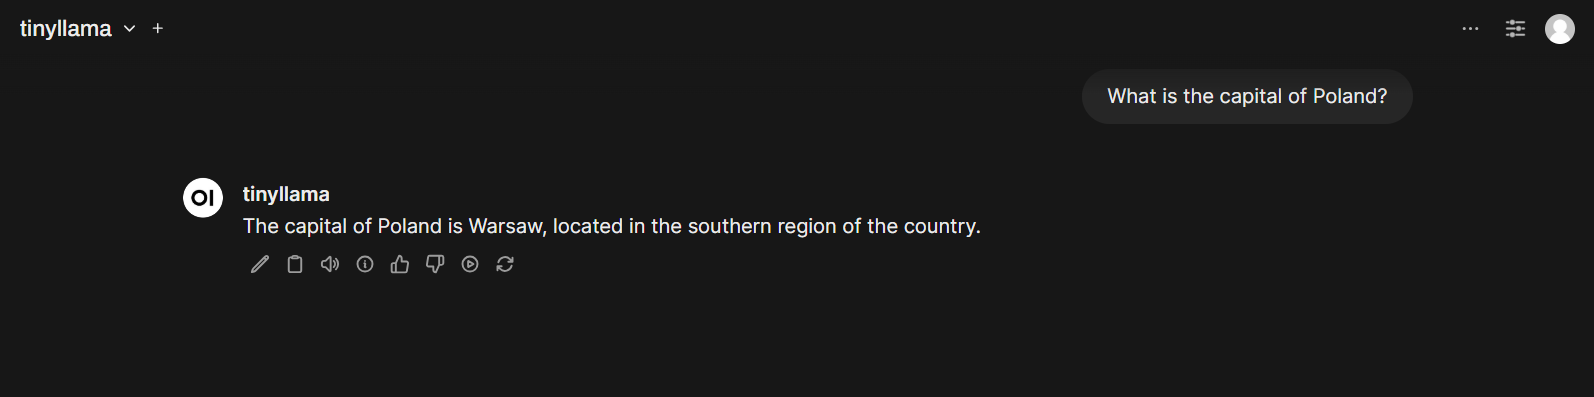 tinyllama
What is the capital of Poland?
OI
tinyllama
The capital of Poland is Warsaw, located in the southern region of the country.